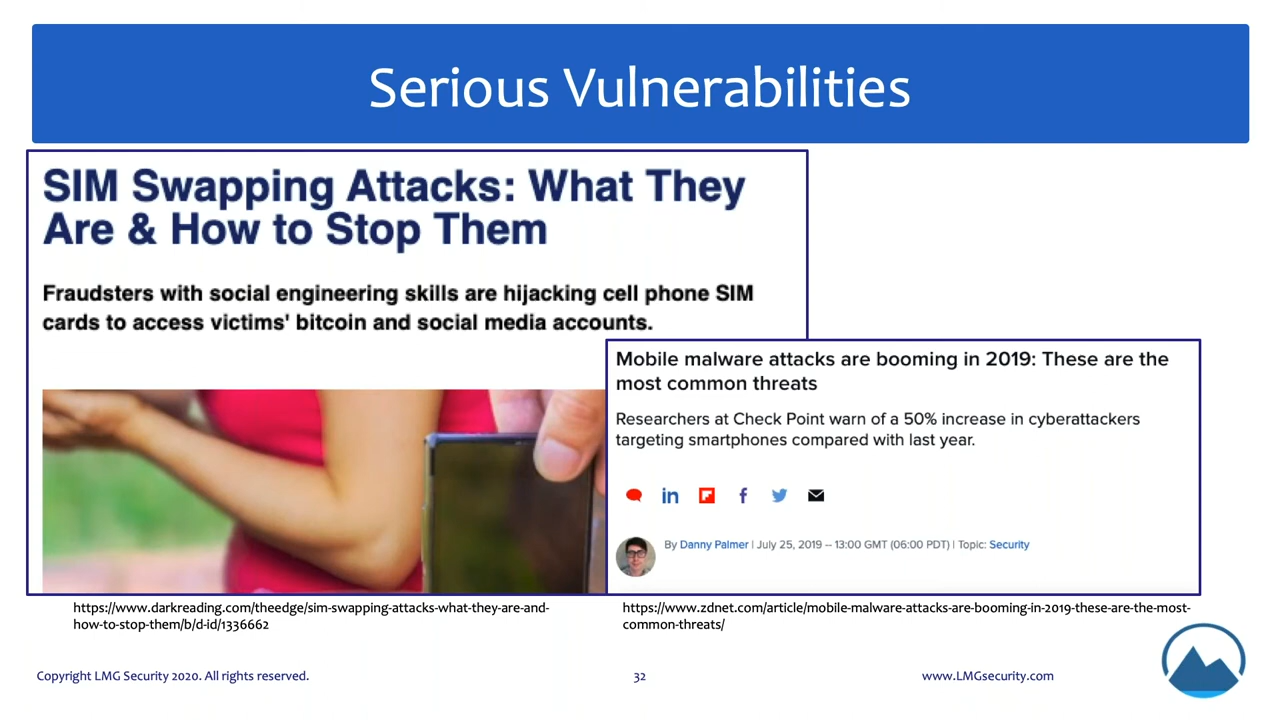 Serious Vulnerabilities
SIM Swapping Attacks: What They
Are & How to Stop Them
Fraudsters with social engineering skills are hijacking cell phone SIM
cards to access victims' bitcoin and social media accounts.
Mobile malware attacks are booming in 2019: These are the
most common threats
Researchers at Check Point warn of a 50% increase in cyberattackers
targeting smartphones compared with last year.
in
f
By Danny Palmer | July 25, 2019 -- 13:00 GMT (06:00 PDT) | Topic: Security
https://www.darkreading.com/theedge/sim-swapping-attacks-what-they-are-and-
how-to-stop-them/b/d-id/1336662
https://www.zdnet.com/article/mobile-malware-attacks-are-booming-in-2019-these-are-the-most-
common-threats/
Copyright LMG Security 2020. All rights reserved.
32
www.LMGsecurity.com